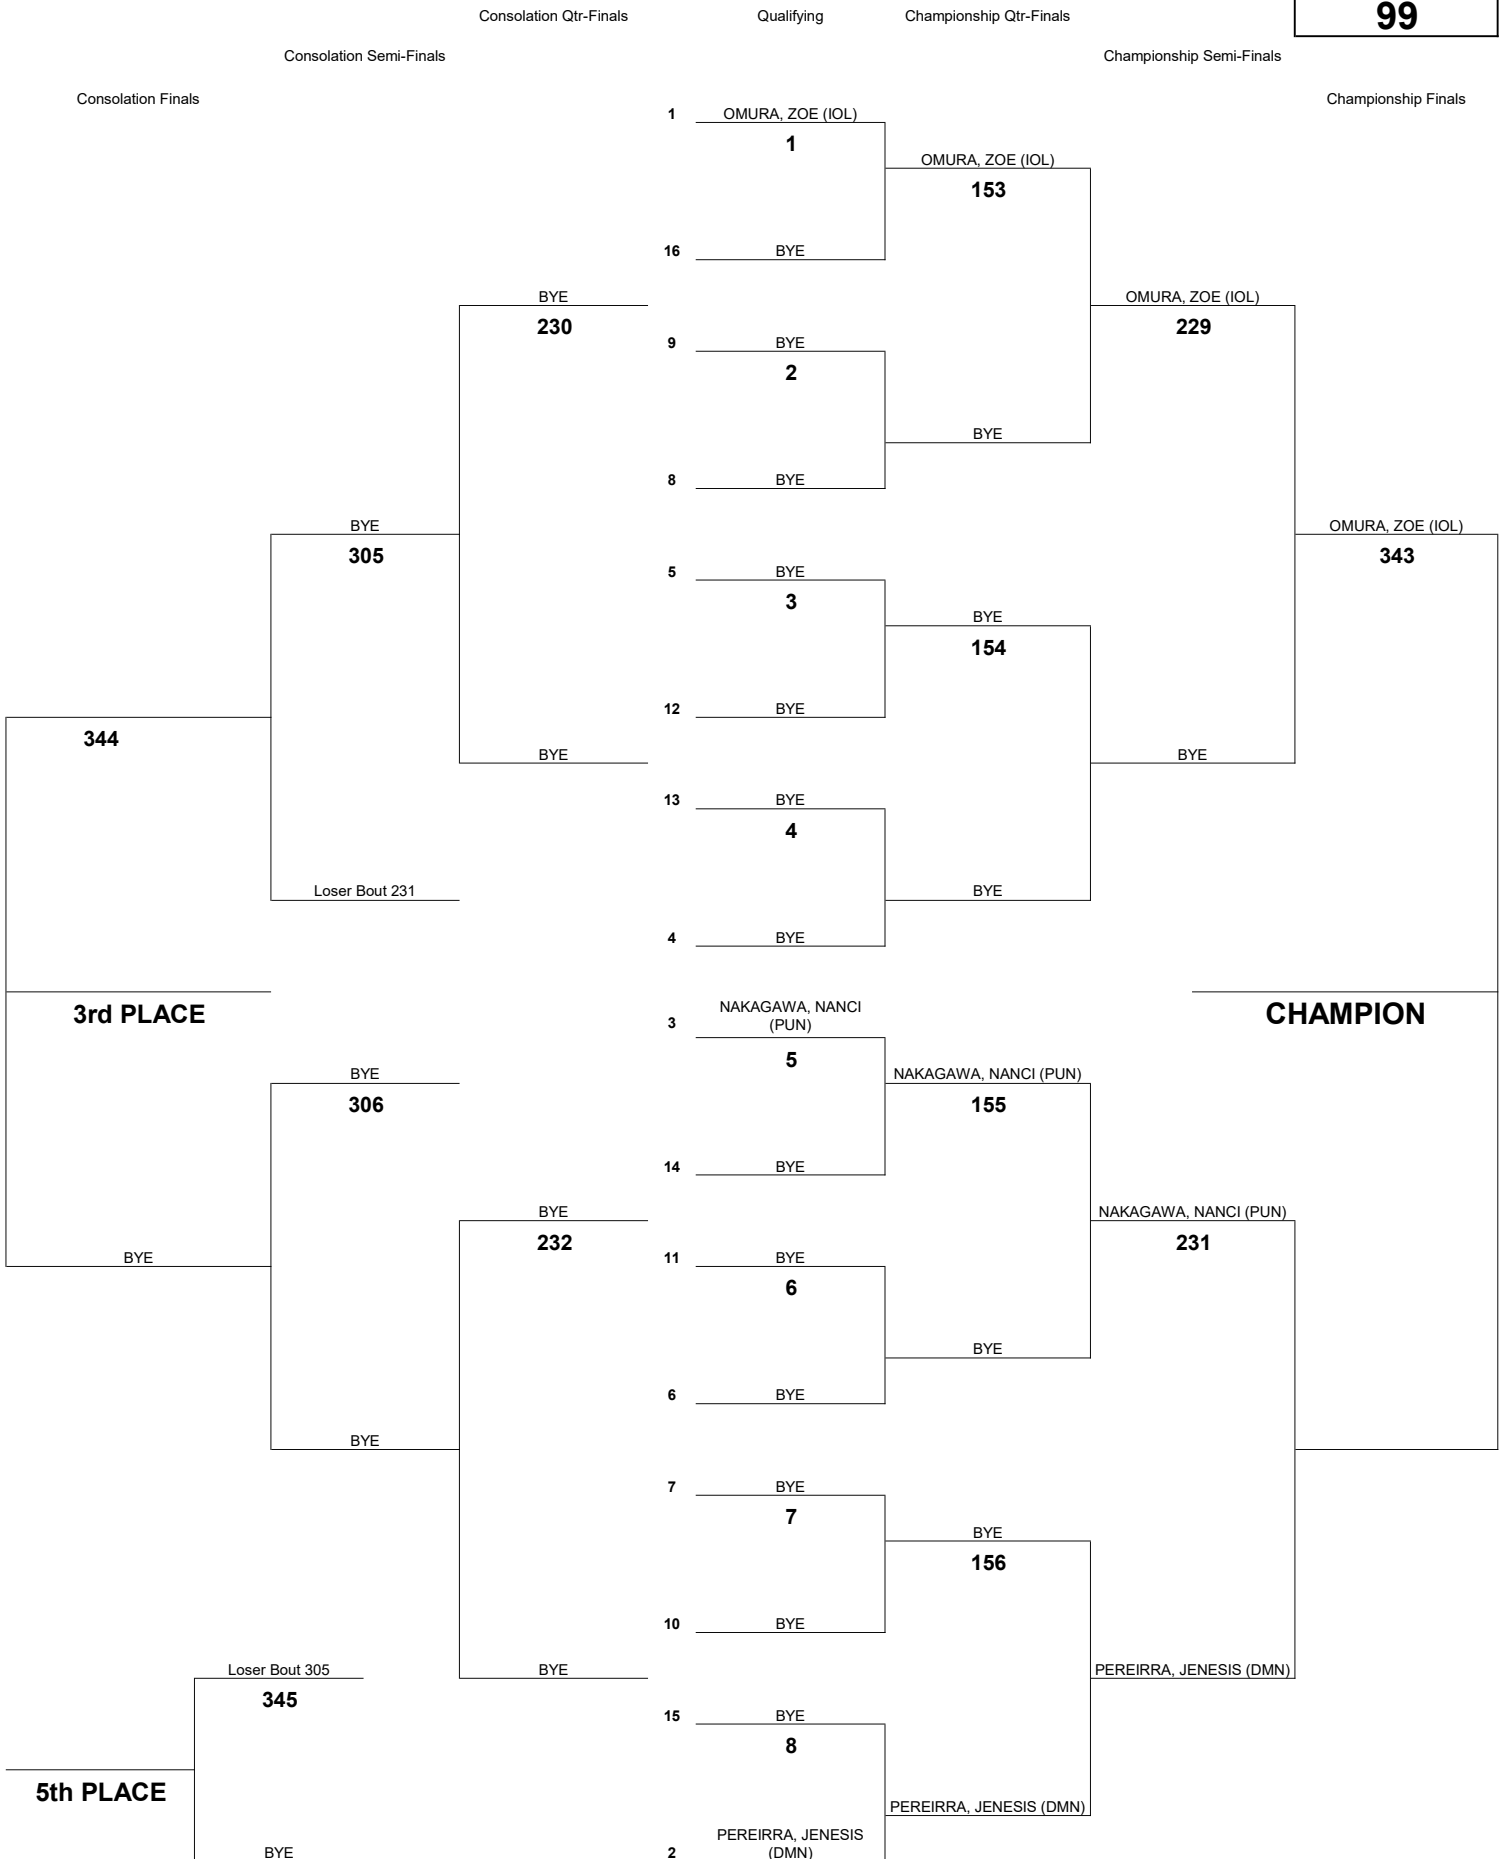 Consolation Qtr-Finals Qualifying Championship Qtr-Finals 99
Consolation Semi-Finals Championship Semi-Finals
Consolation Finals Championship Finals
1 OMURA, ZOE (IOL)
1
OMURA, ZOE (IOL)
153
16 BYE
BYE OMURA, ZOE (IOL)
230 229
9 BYE
2
BYE
8 BYE
BYE OMURA, ZOE (IOL)
305 343
5 BYE
3
BYE
154
12 BYE
344
BYE BYE
13 BYE
4
Loser Bout 231 BYE
4 BYE
3rd PLACE CHAMPION
NAKAGAWA, NANCI
3 (PUN)
5
BYE NAKAGAWA, NANCI (PUN)
306 155
14 BYE
BYE NAKAGAWA, NANCI (PUN)
232 231
BYE 11 BYE
6
BYE
6 BYE
BYE
7 BYE
7
BYE
156
10 BYE
Loser Bout 305 BYE PEREIRRA, JENESIS (DMN)
345
15 BYE
8
5th PLACE
PEREIRRA, JENESIS (DMN)
PEREIRRA, JENESIS
BYE 2 (DMN)